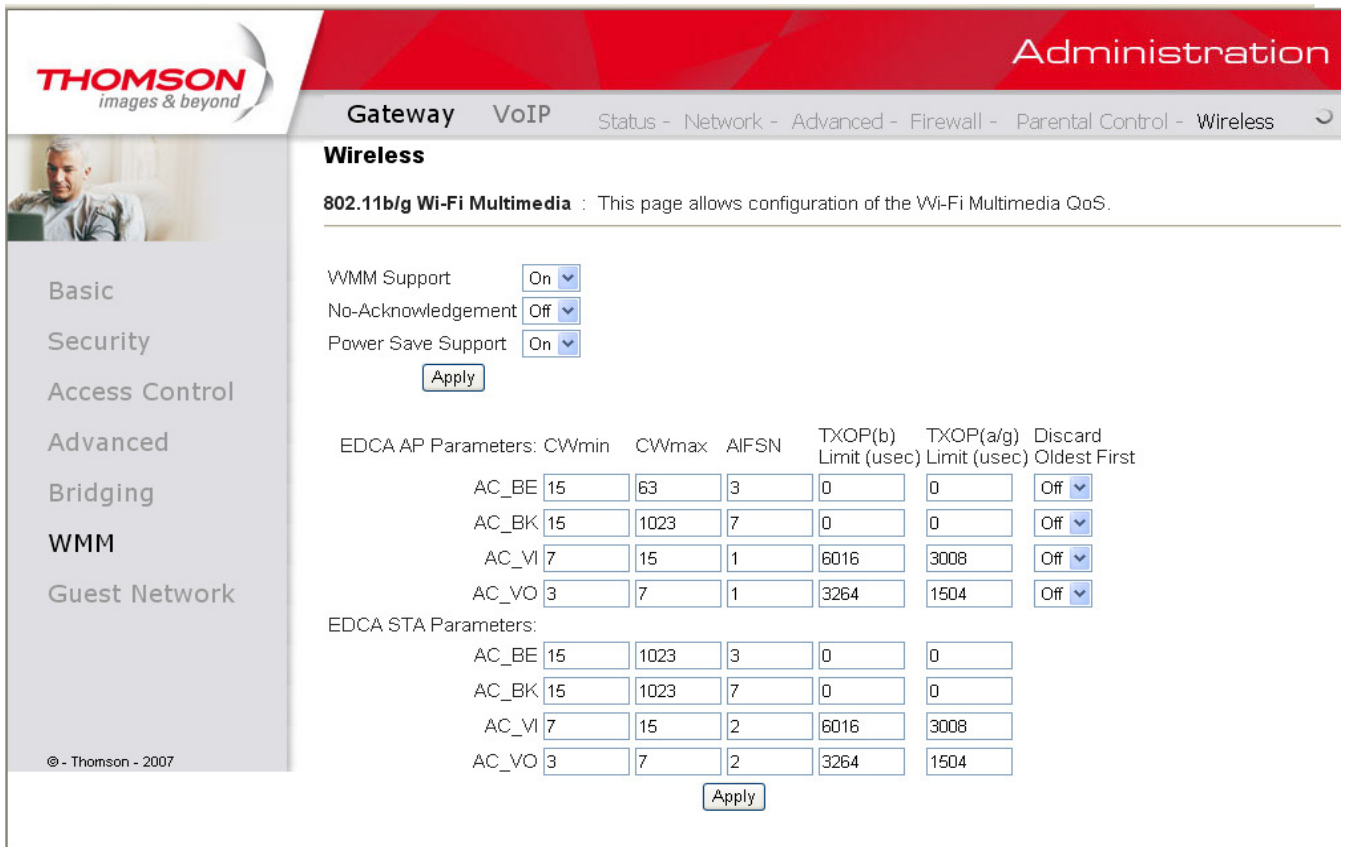 THOMSON
images & beyond
Administration
Gateway VoIP Status - Network - Advanced - Firewall - Parental Control - Wireless
Wireless
802.11b/g Wi-Fi Multimedia : This page allows configuration of the Wi-Fi Multimedia QoS.
Basic
Security
Access Control
Advanced
Bridging
WMM
Guest Network
© - Thomson - 2007
WMM Support On
No-Acknowledgement Off
Power Save Support On
Apply
EDCA AP Parameters: CWmin CWmax AIFSN TXOP(b) Limit (usec) TXOP(a/g) Limit (usec) Discard Oldest First
AC_BE 15 63 3 0 0 Off
AC_BK 15 1023 7 0 0 Off
AC_VI 7 15 1 6016 3008 Off
AC_VO 3 7 1 3264 1504 Off
EDCA STA Parameters:
AC_BE 15 1023 3 0 0
AC_BK 15 1023 7 0 0
AC_VI 7 15 2 6016 3008
AC_VO 3 7 2 3264 1504
Apply